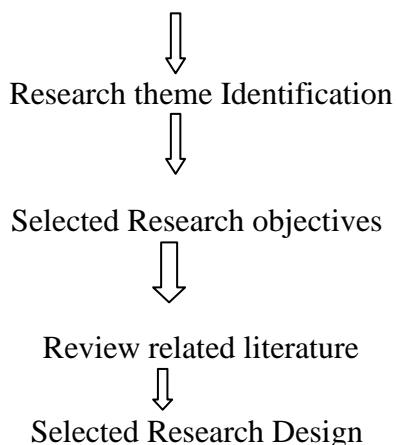 Research theme Identification
Selected Research objectives
Review related literature
Selected Research Design